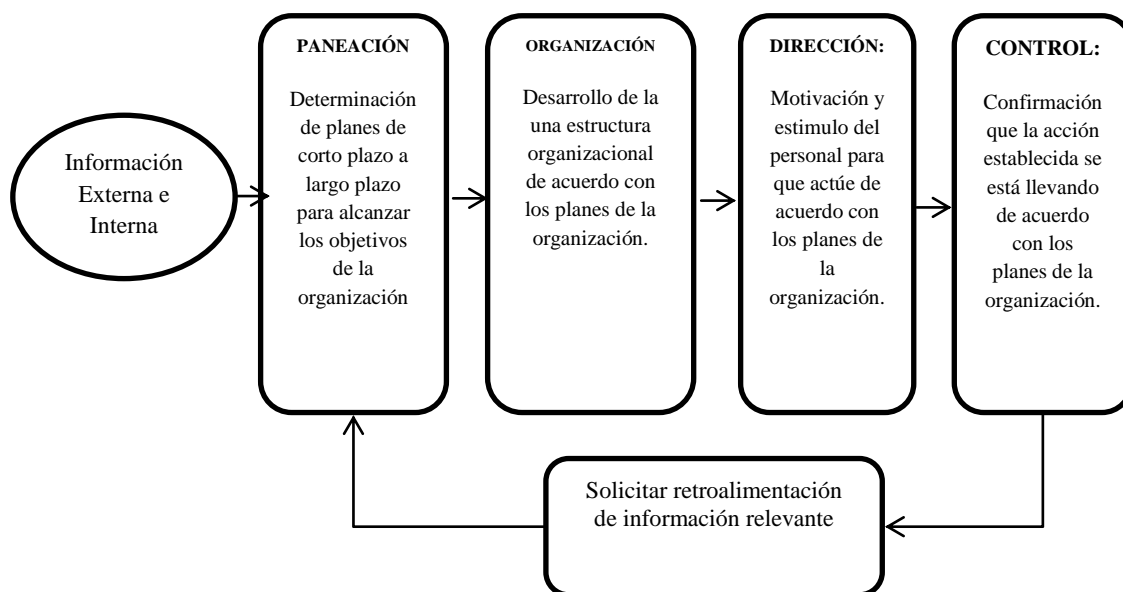 Información
Externa e
Interna
PANEACIÓN
Determinación
de planes de
corto plazo a
largo plazo
para alcanzar
los objetivos
de la
organización
ORGANIZACIÓN
Desarrollo de la
una estructura
organizacional
de acuerdo con
los planes de la
organización.
DIRECCIÓN:
Motivación y
estimulo del
personal para
que actúe de
acuerdo con
los planes de
la
organización.
CONTROL:
Confirmación
que la acción
establecida se
está llevando
de acuerdo
con los
planes de la
organización.
Solicitar retroalimentación
de información relevante